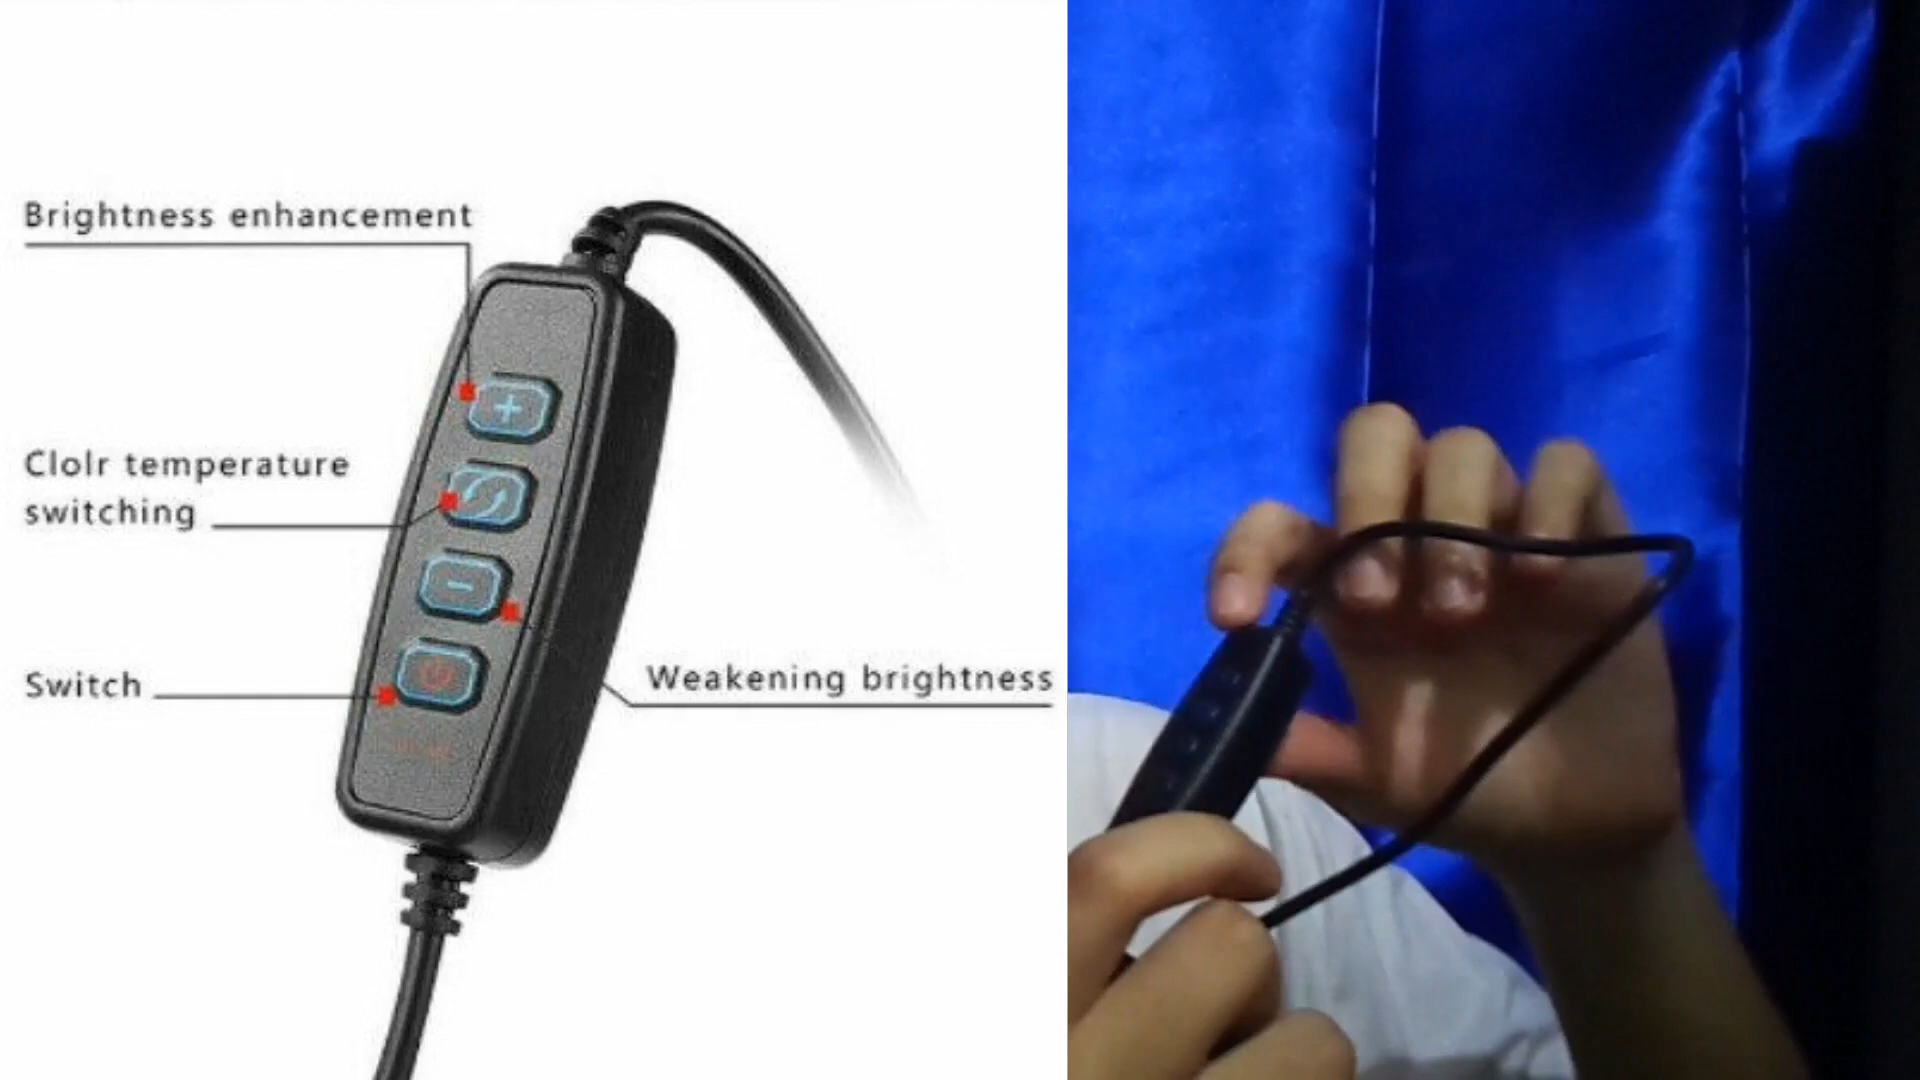 Brightness enhancement
Clolr temperature
switching
Switch
Weakening brightness